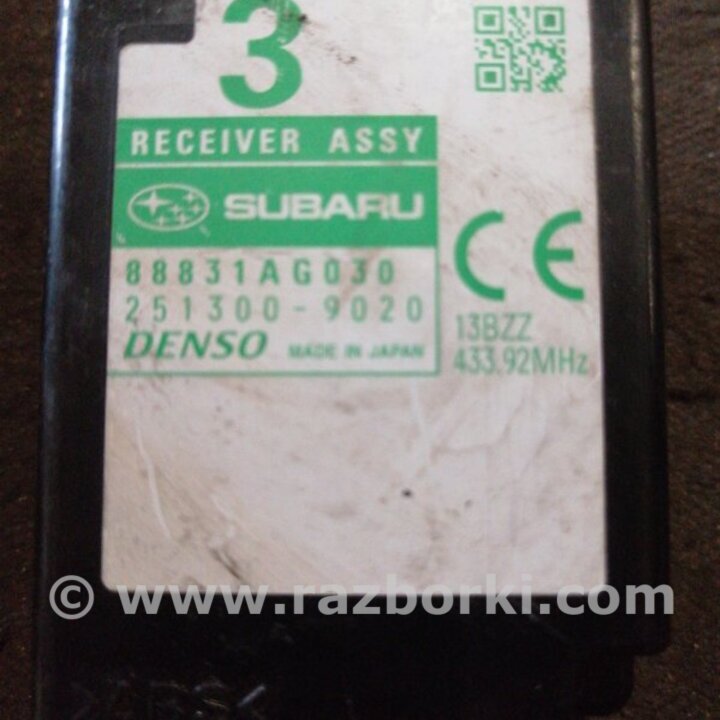 3
RECEIVER ASSY
SUBARU
88831AG030
251300-9020
DENSO MADE IN JAPAN
CE
13BZZ
433.92MHz
© www.razborki.com